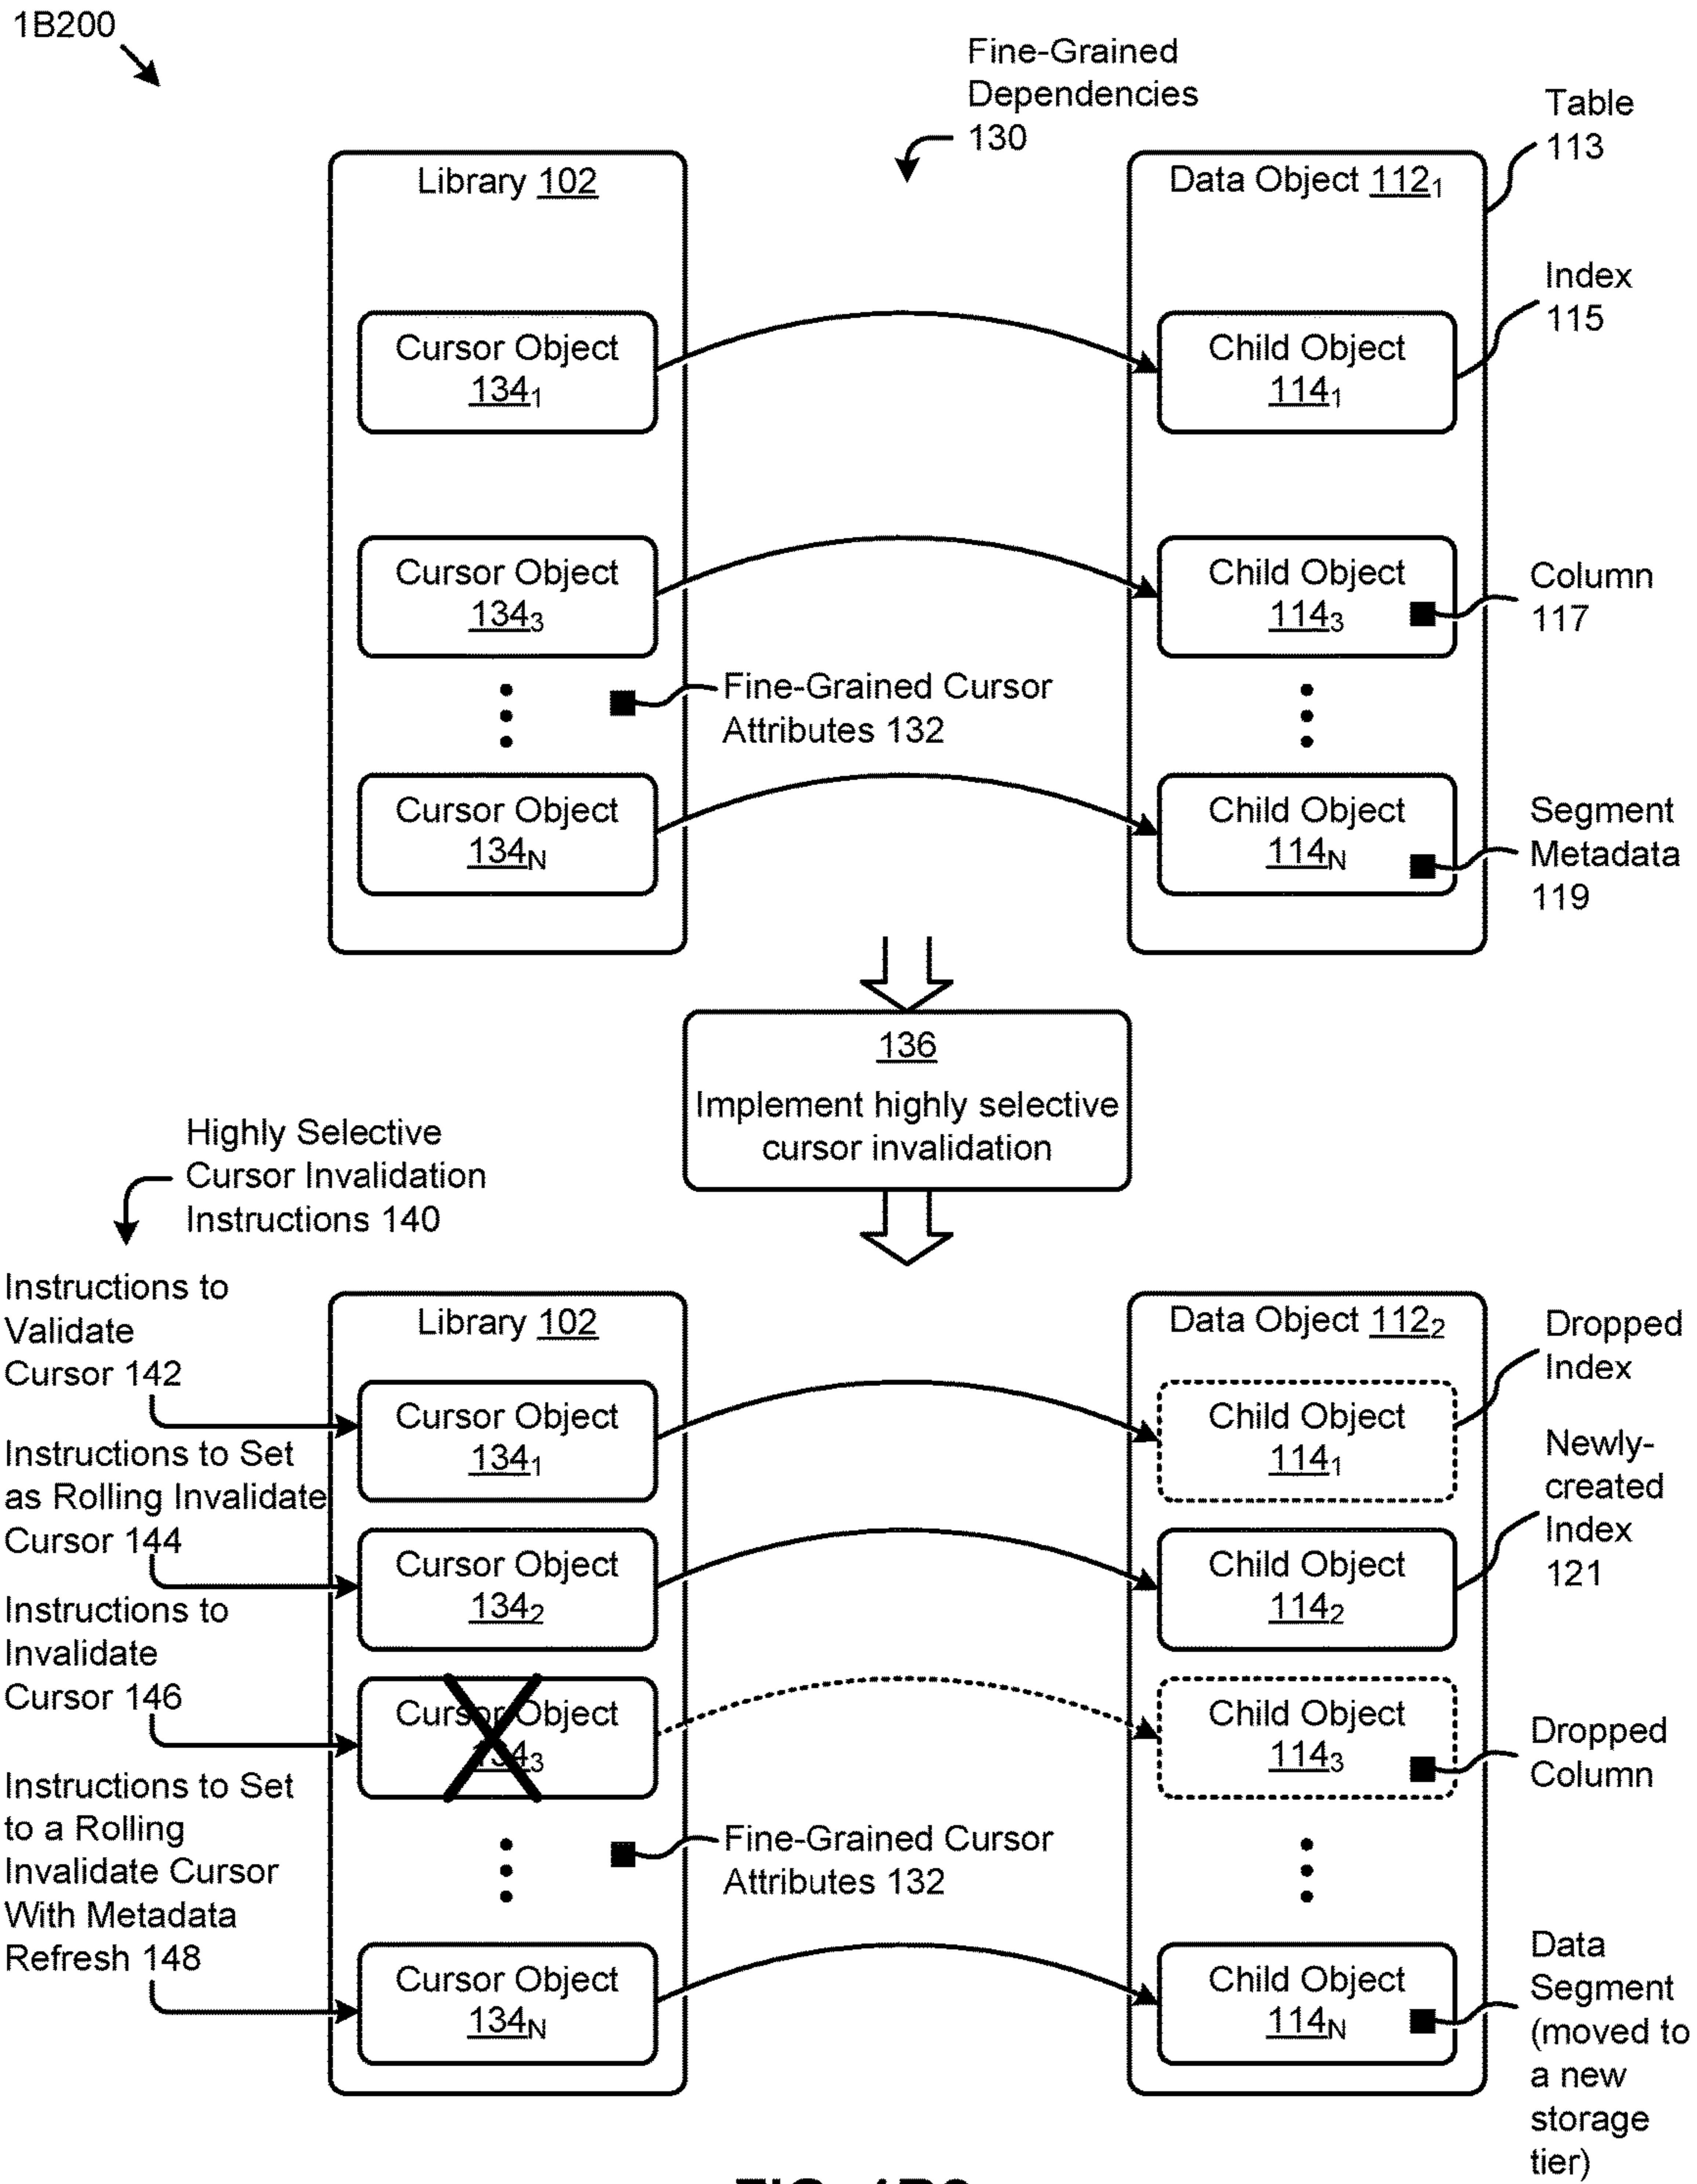 1B200
Fine-Grained
Dependencies
130
Table
113
Library 102
Data Object 112₁
Index
115
Cursor Object
134₁
Child Object
114₁
Cursor Object
134₃
Child Object
114₃
Column
117
Fine-Grained Cursor
Attributes 132
Cursor Object
134N
Child Object
114N
Segment
Metadata
119
136
Implement highly selective
cursor invalidation
Highly Selective
Cursor Invalidation
Instructions 140
Instructions to
Validate
Cursor 142
Instructions to Set
as Rolling Invalidate
Cursor 144
Instructions to
Invalidate
Cursor 146
Instructions to Set
to a Rolling
Invalidate Cursor
With Metadata
Refresh 148
Library 102
Data Object 112₂
Dropped
Index
Cursor Object
134₁
Child Object
114₁
Newly-
created
Index
121
Cursor Object
134₂
Child Object
114₂
Cursor Object
134₃
Child Object
114₃
Dropped
Column
Fine-Grained Cursor
Attributes 132
Cursor Object
134N
Child Object
114N
Data
Segment
(moved to
a new
storage
tier)